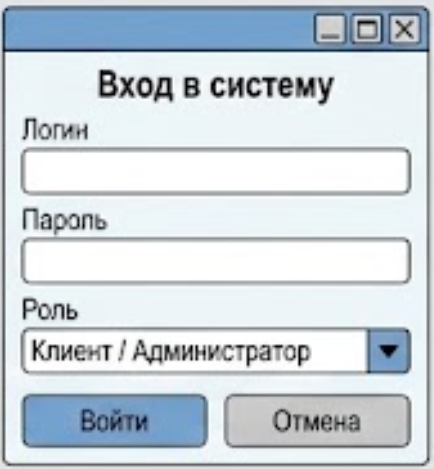 Вход в систему
Логин
Пароль
Роль
Клиент / Администратор
Войти
Отмена